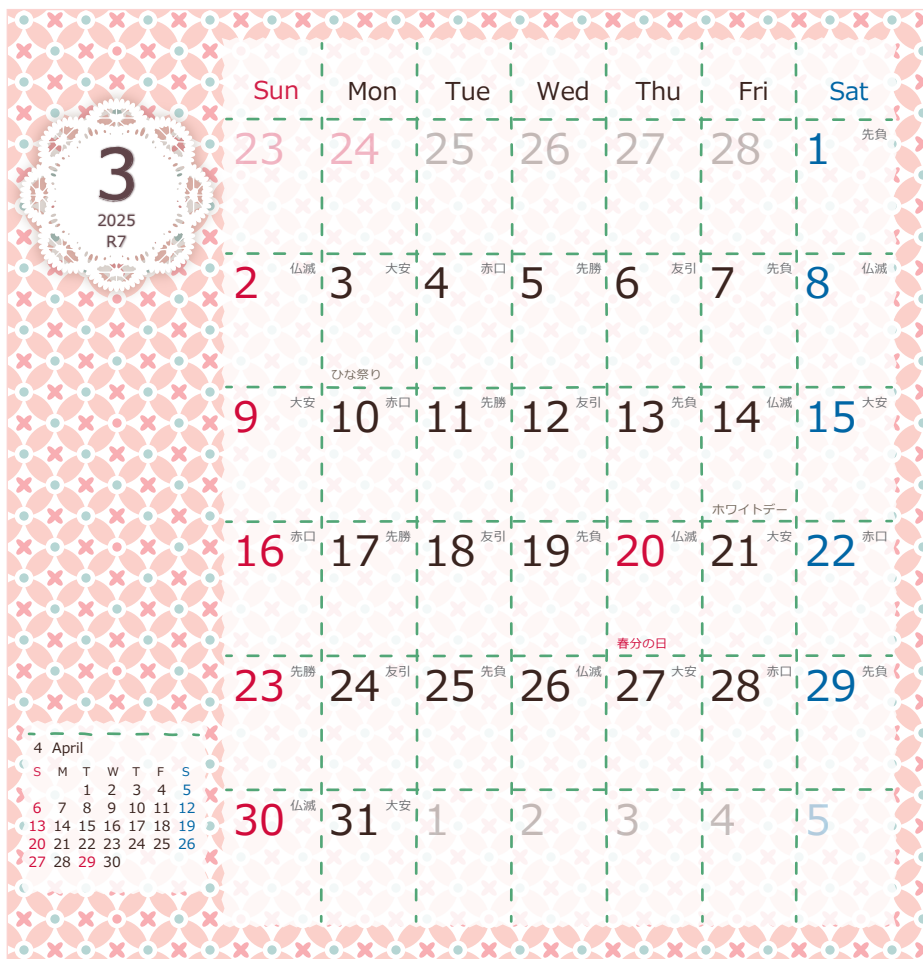 3
2025
R7
Sun Mon Tue Wed Thu Fri Sat
23 24 25 26 27 28 1 先負
2 仏滅 3 大安 4 赤口 5 先勝 6 友引 7 先負 8 仏滅
ひな祭り
9 大安 10 赤口 11 先勝 12 友引 13 先負 14 仏滅 15 大安
ホワイトデー
16 赤口 17 先勝 18 友引 19 先負 20 仏滅 21 大安 22 赤口
春分の日
23 先勝 24 友引 25 先負 26 仏滅 27 大安 28 赤口 29 先負
30 仏滅 31 大安 1 2 3 4 5
4 April
S M T W T F S
1 2 3 4 5
6 7 8 9 10 11 12
13 14 15 16 17 18 19
20 21 22 23 24 25 26
27 28 29 30